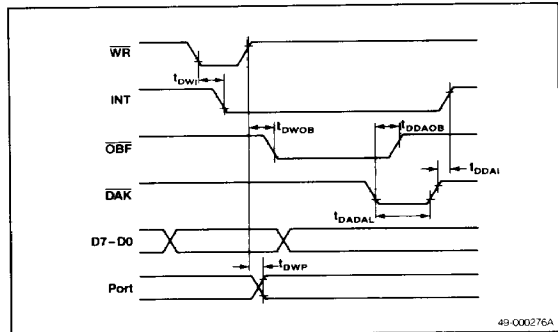 WR
tDWI
INT
tDWOB
tDDAOB
OBF
tDDAI
DAK
tDADAL
D7–D0
tDWP
Port
49-000276A